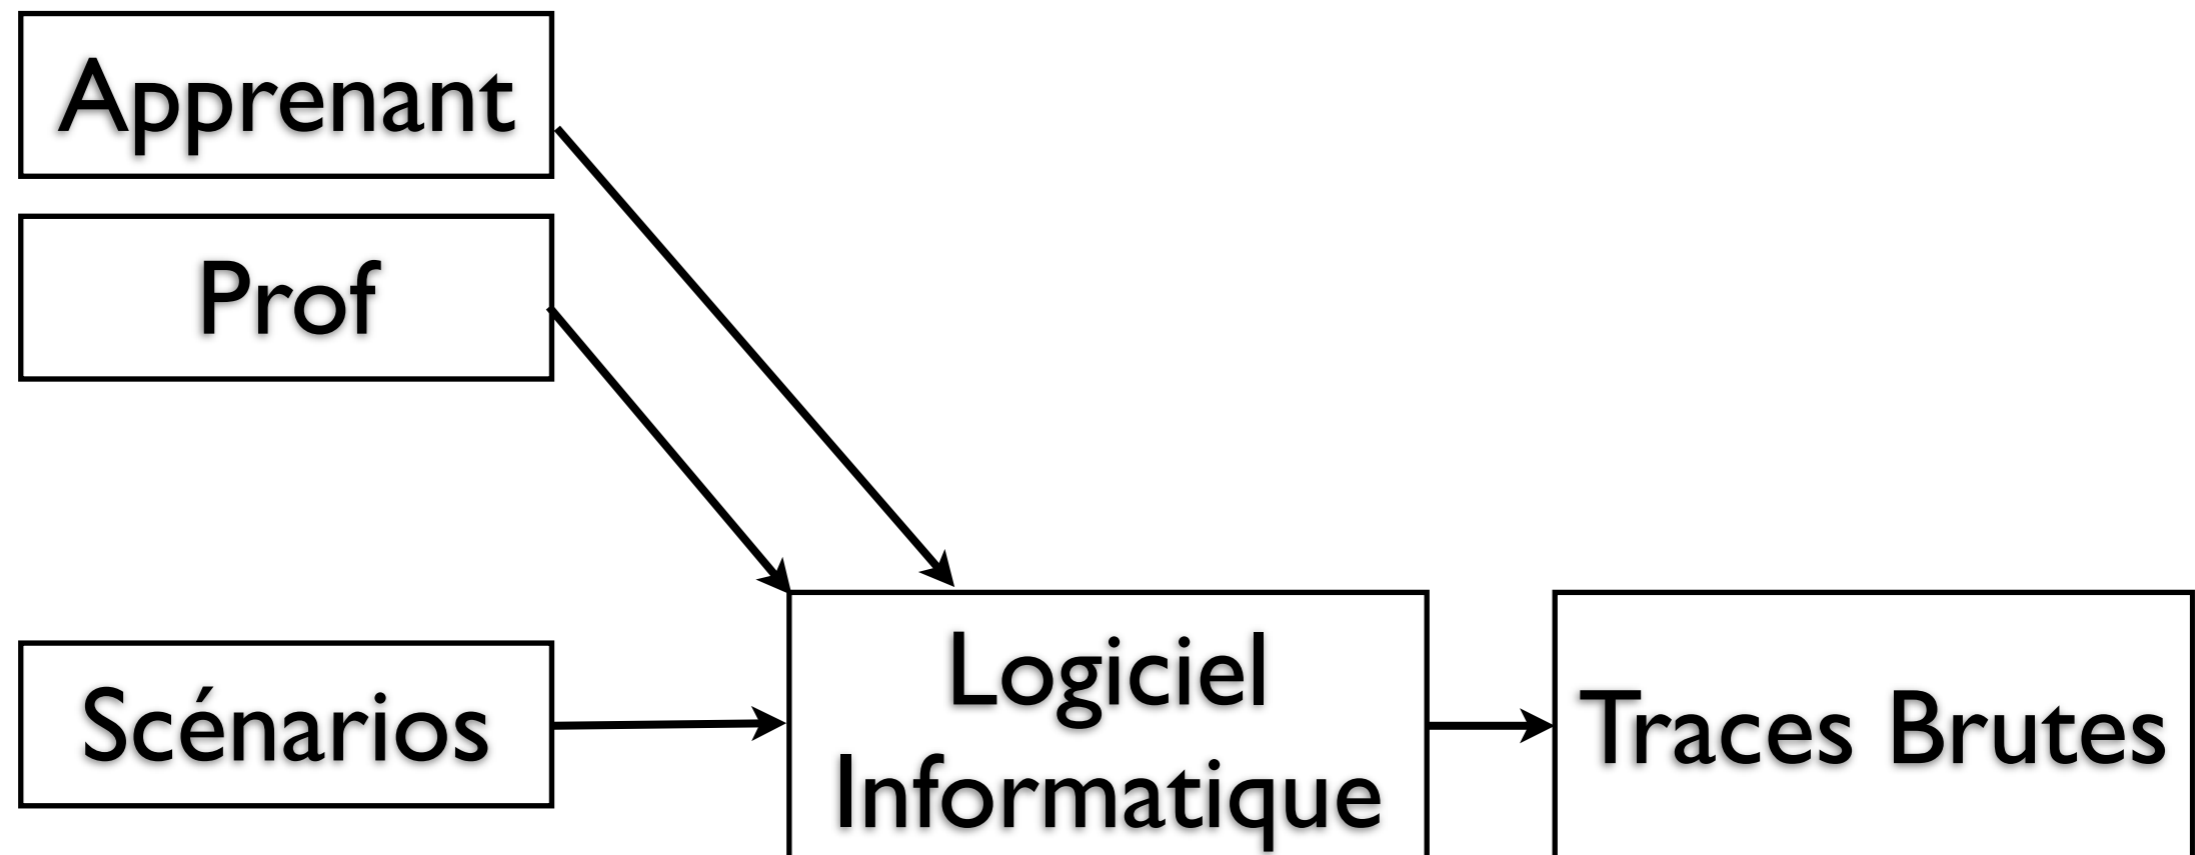 Apprenant
Prof
Scénarios
Logiciel
Informatique
Traces Brutes